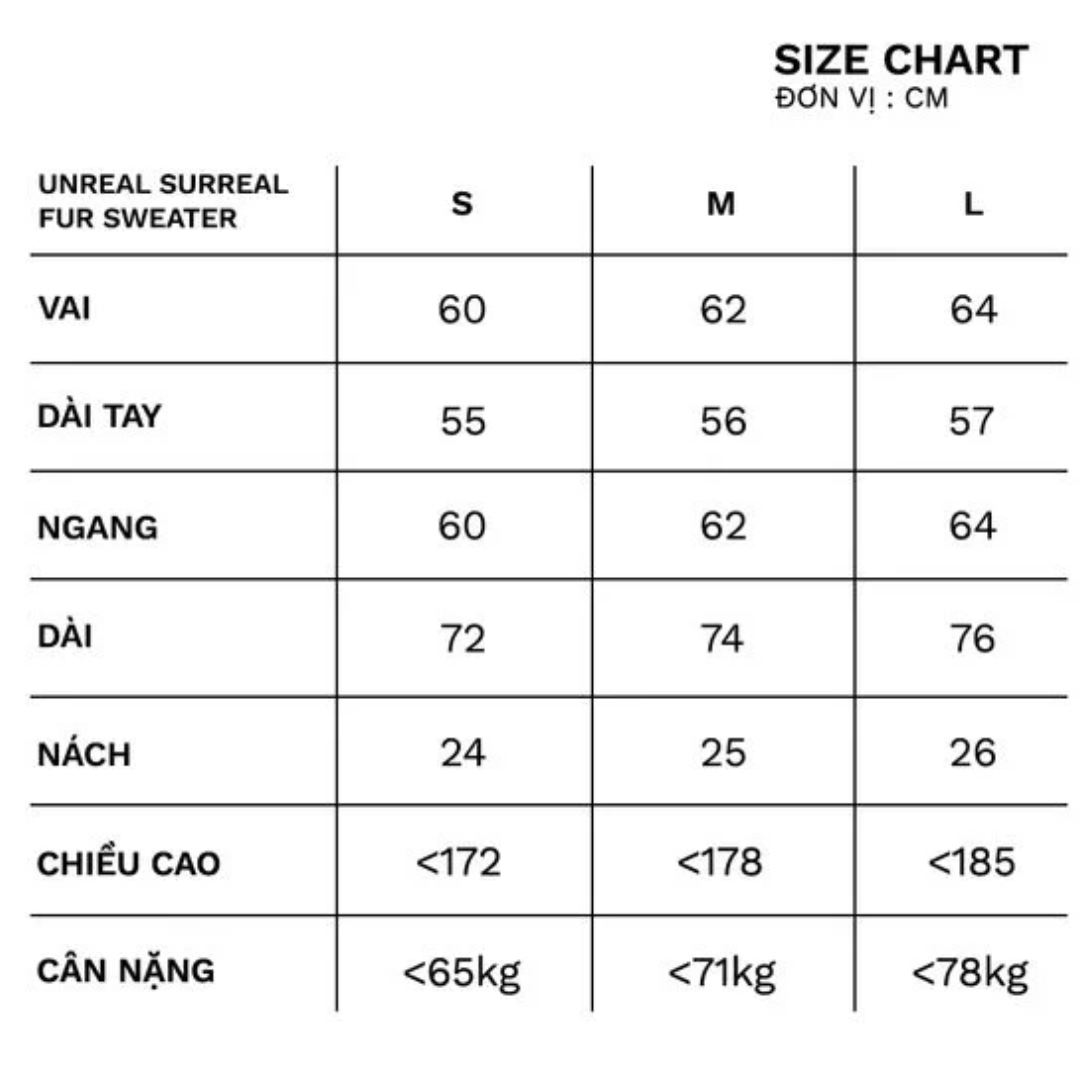 SIZE CHART
ĐƠN VỊ : CM
UNREAL SURREAL
FUR SWEATER S M L
VAI 60 62 64
DÀI TAY 55 56 57
NGANG 60 62 64
DÀI 72 74 76
NÁCH 24 25 26
CHIỀU CAO <172 <178 <185
CÂN NẶNG <65kg <71kg <78kg